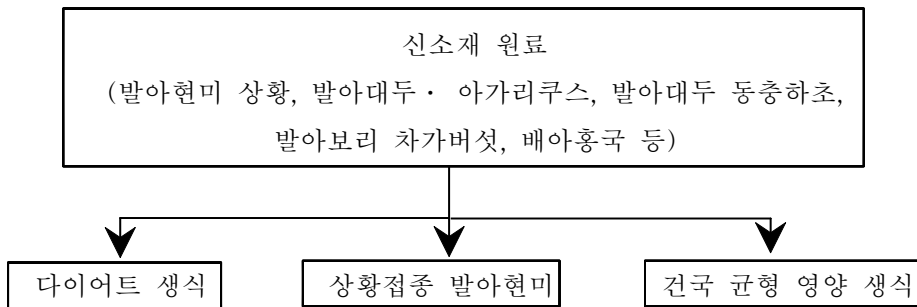 신소재 원료
(발아현미 상황, 발아대두· 아가리쿠스, 발아대두 동충하초,
발아보리 차가버섯, 배아홍국 등)
다이어트 생식
상황접종 발아현미
건국 균형 영양 생식